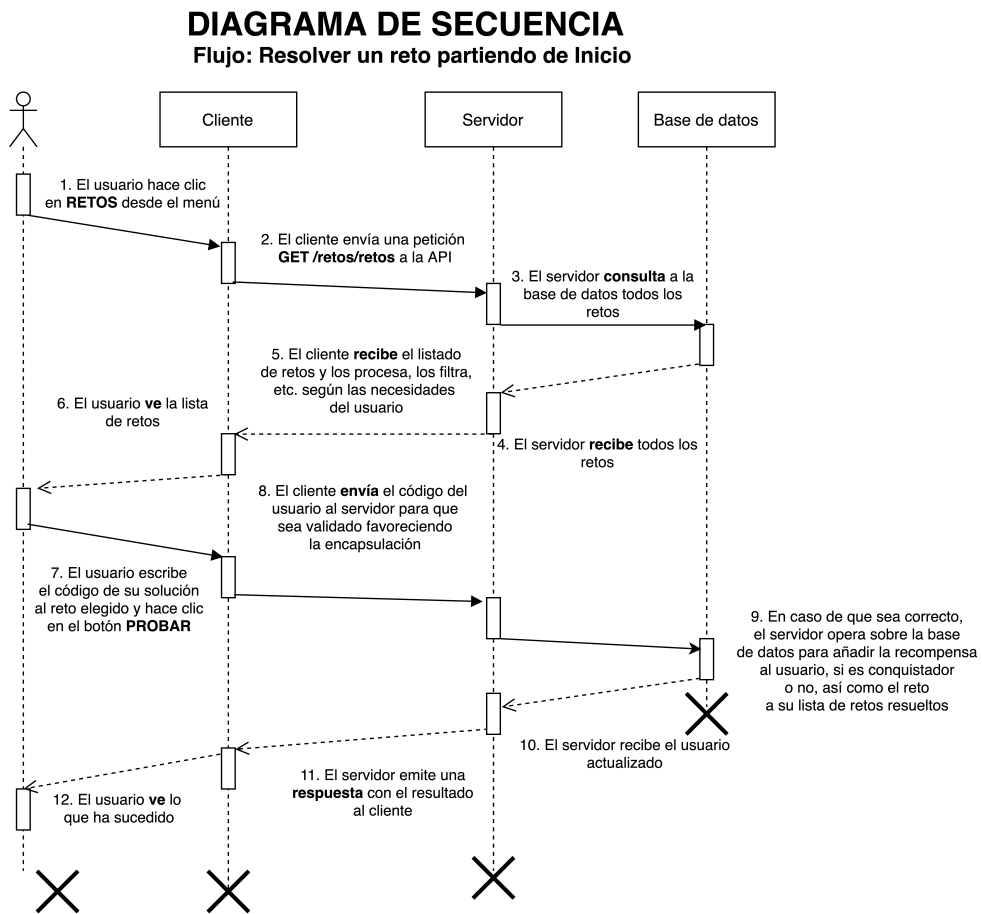 DIAGRAMA DE SECUENCIA
Flujo: Resolver un reto partiendo de Inicio
Cliente
Servidor
Base de datos
1. El usuario hace clic
en RETOS desde el menú
2. El cliente envía una petición
GET /retos/retos a la API
3. El servidor consulta a la
base de datos todos los
retos
5. El cliente recibe el listado
de retos y los procesa, los filtra,
etc. según las necesidades
del usuario
6. El usuario ve la lista
de retos
4. El servidor recibe todos los
retos
8. El cliente envía el código del
usuario al servidor para que
sea validado favoreciendo
la encapsulación
7. El usuario escribe
el código de su solución
al reto elegido y hace clic
en el botón PROBAR
9. En caso de que sea correcto,
el servidor opera sobre la base
de datos para añadir la recompensa
al usuario, si es conquistador
o no, así como el reto
a su lista de retos resueltos
10. El servidor recibe el usuario
actualizado
11. El servidor emite una
respuesta con el resultado
al cliente
12. El usuario ve lo
que ha sucedido